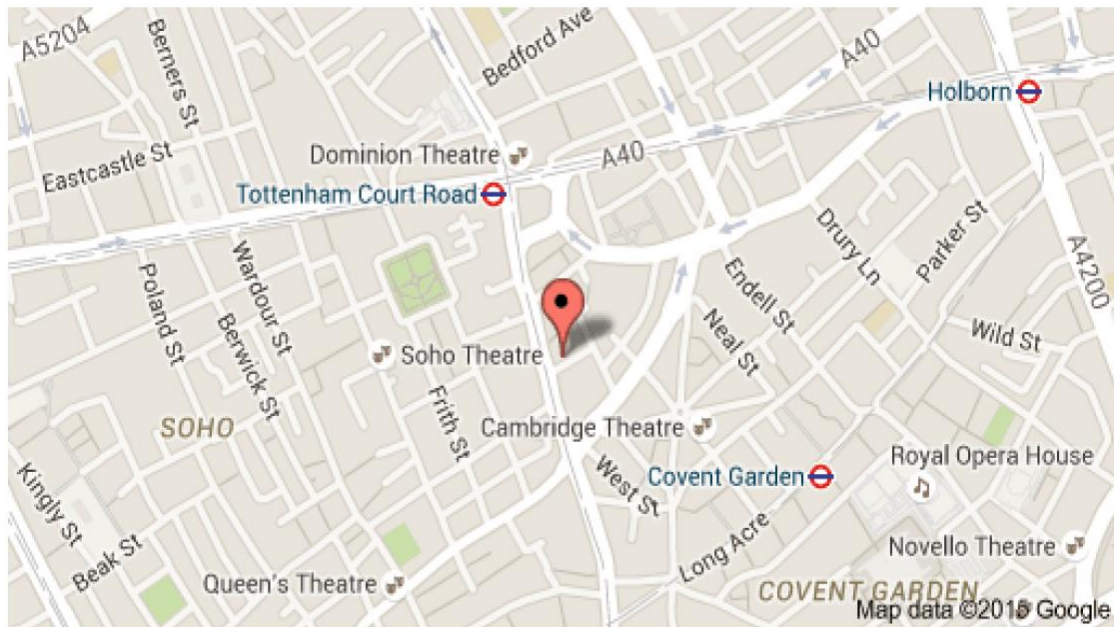 A5204
Berners St
Bedford Ave
A40
Holborn
Eastcastle St
Dominion Theatre
A40
Tottenham Court Road
Drury Ln
Parker St
A4200
Wardour St
Poland St
Berwick St
Endell St
Neal St
Wild St
Soho Theatre
Frith St
SOHO
Cambridge Theatre
Kingly St
West St
Covent Garden
Royal Opera House
Beak St
Long Acre
Novello Theatre
Queen's Theatre
COVENT GARDEN
Map data ©2015 Google